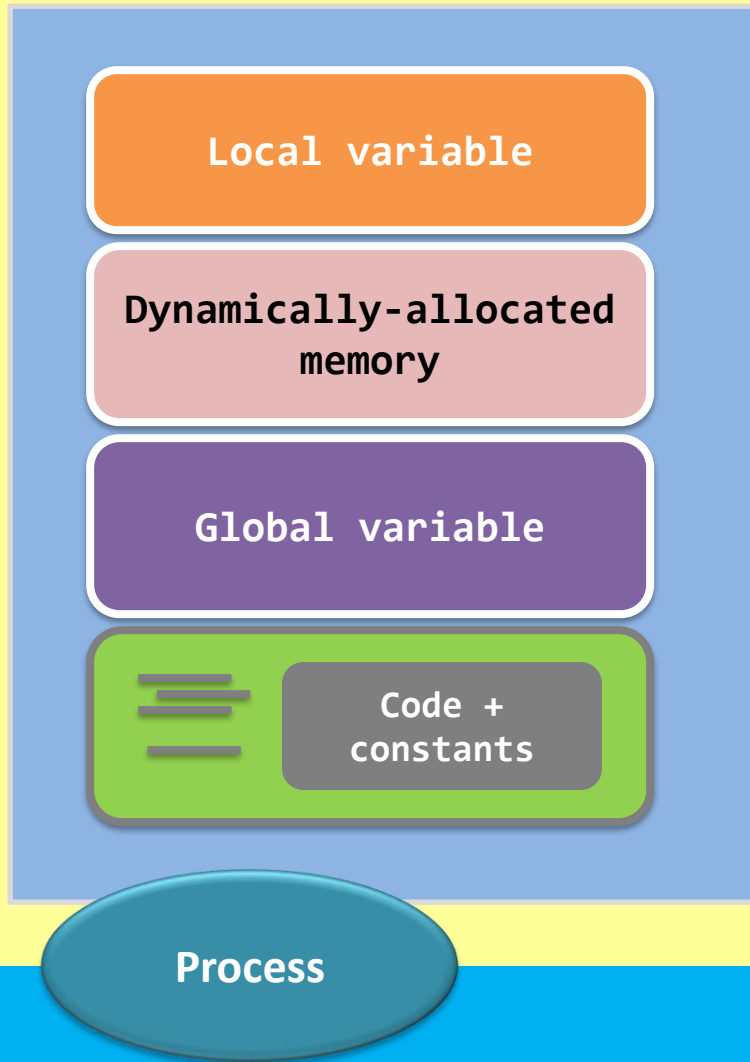 Local variable
Dynamically-allocated
memory
Global variable
Code +
constants
Process